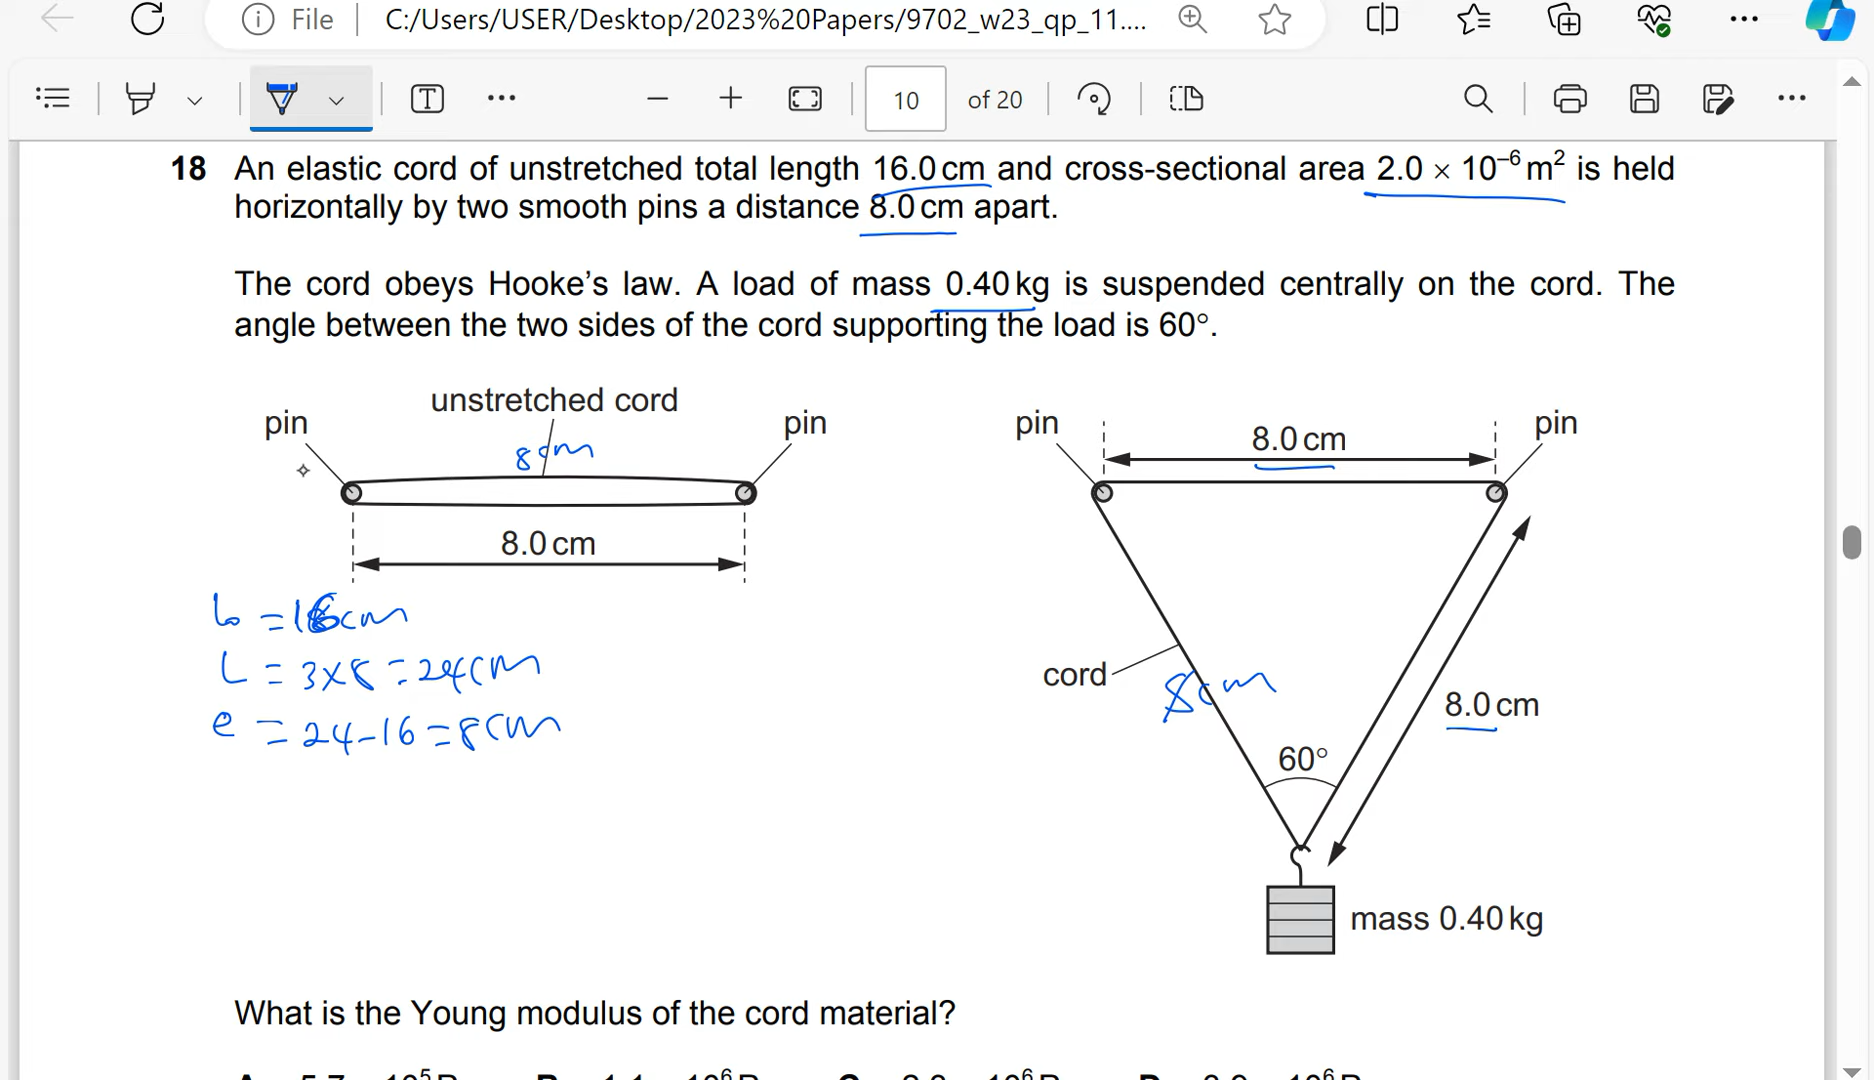 File C:/Users/USER/Desktop/2023%20Papers/9702_w23_qp_11....
10 of 20
18 An elastic cord of unstretched total length 16.0 cm and cross-sectional area 2.0 × 10⁻⁶ m² is held
horizontally by two smooth pins a distance 8.0 cm apart.
The cord obeys Hooke’s law. A load of mass 0.40 kg is suspended centrally on the cord. The
angle between the two sides of the cord supporting the load is 60°.
unstretched cord
pin
pin
8cm
8.0 cm
pin
pin
8.0 cm
L₀ = 16cm
L = 3×8 = 24cm
e = 24-16 = 8cm
cord
8cm
8.0 cm
60°
mass 0.40 kg
What is the Young modulus of the cord material?